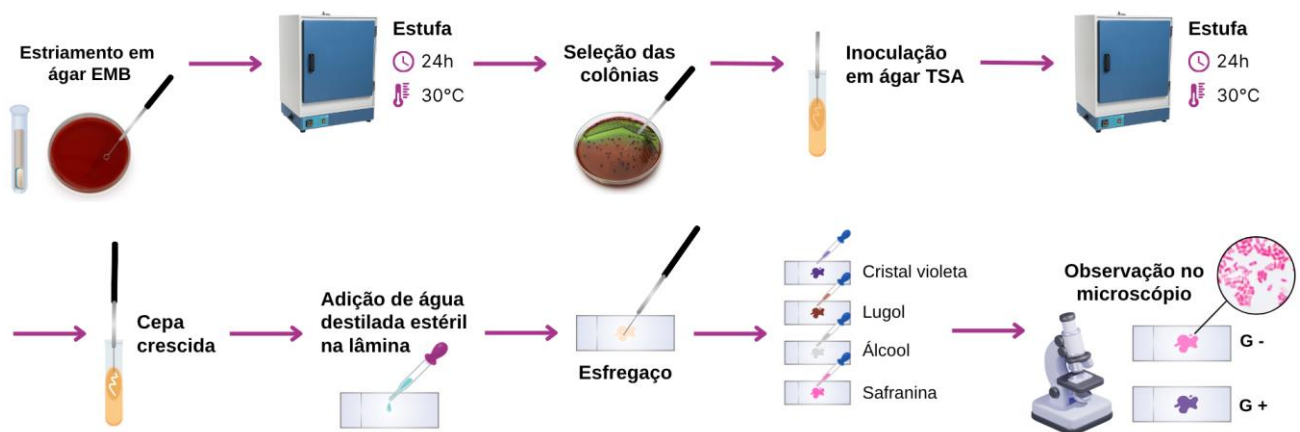 Estriamento em
ágar EMB
Estufa
24h
30°C
Seleção das
colônias
Inoculação
em ágar TSA
Estufa
24h
30°C
Cepa
crescida
Adição de água
destilada estéril
na lâmina
Esfregaço
Cristal violeta
Lugol
Álcool
Safranina
Observação no
microscópio
G -
G +